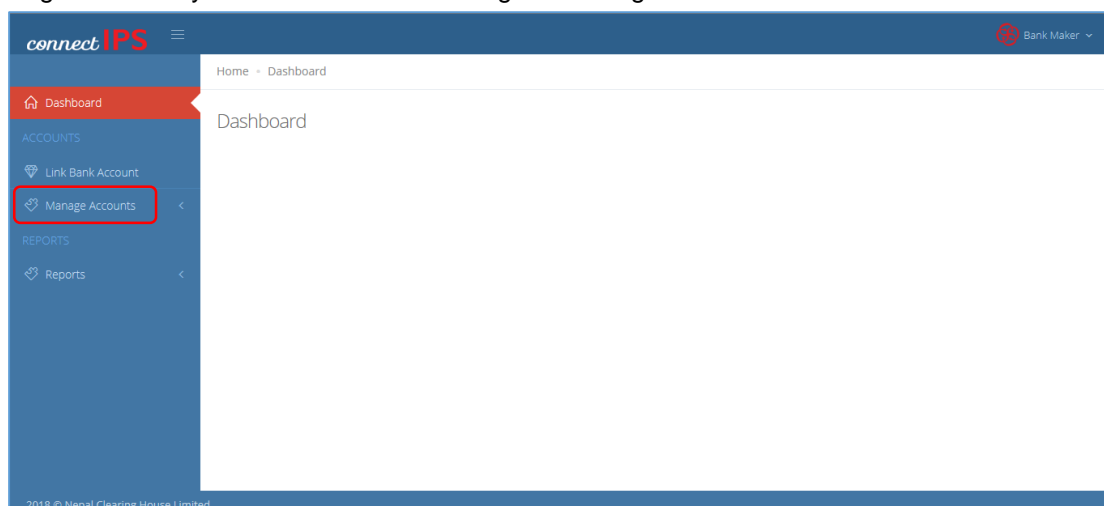 connectIPS
Bank Maker
Home Dashboard
Dashboard
Dashboard
ACCOUNTS
Link Bank Account
Manage Accounts
REPORTS
Reports
2018 © Nepal Clearing House Limited